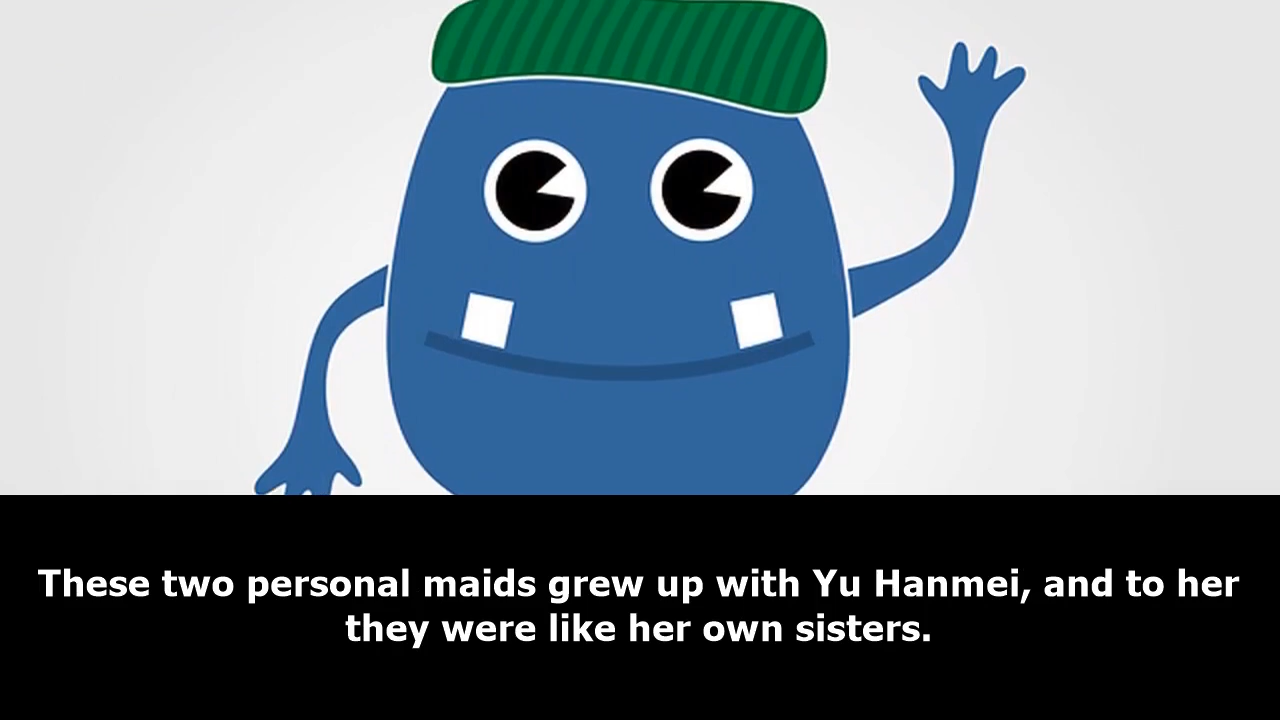 These two personal maids grew up with Yu Hanmei, and to her
they were like her own sisters.